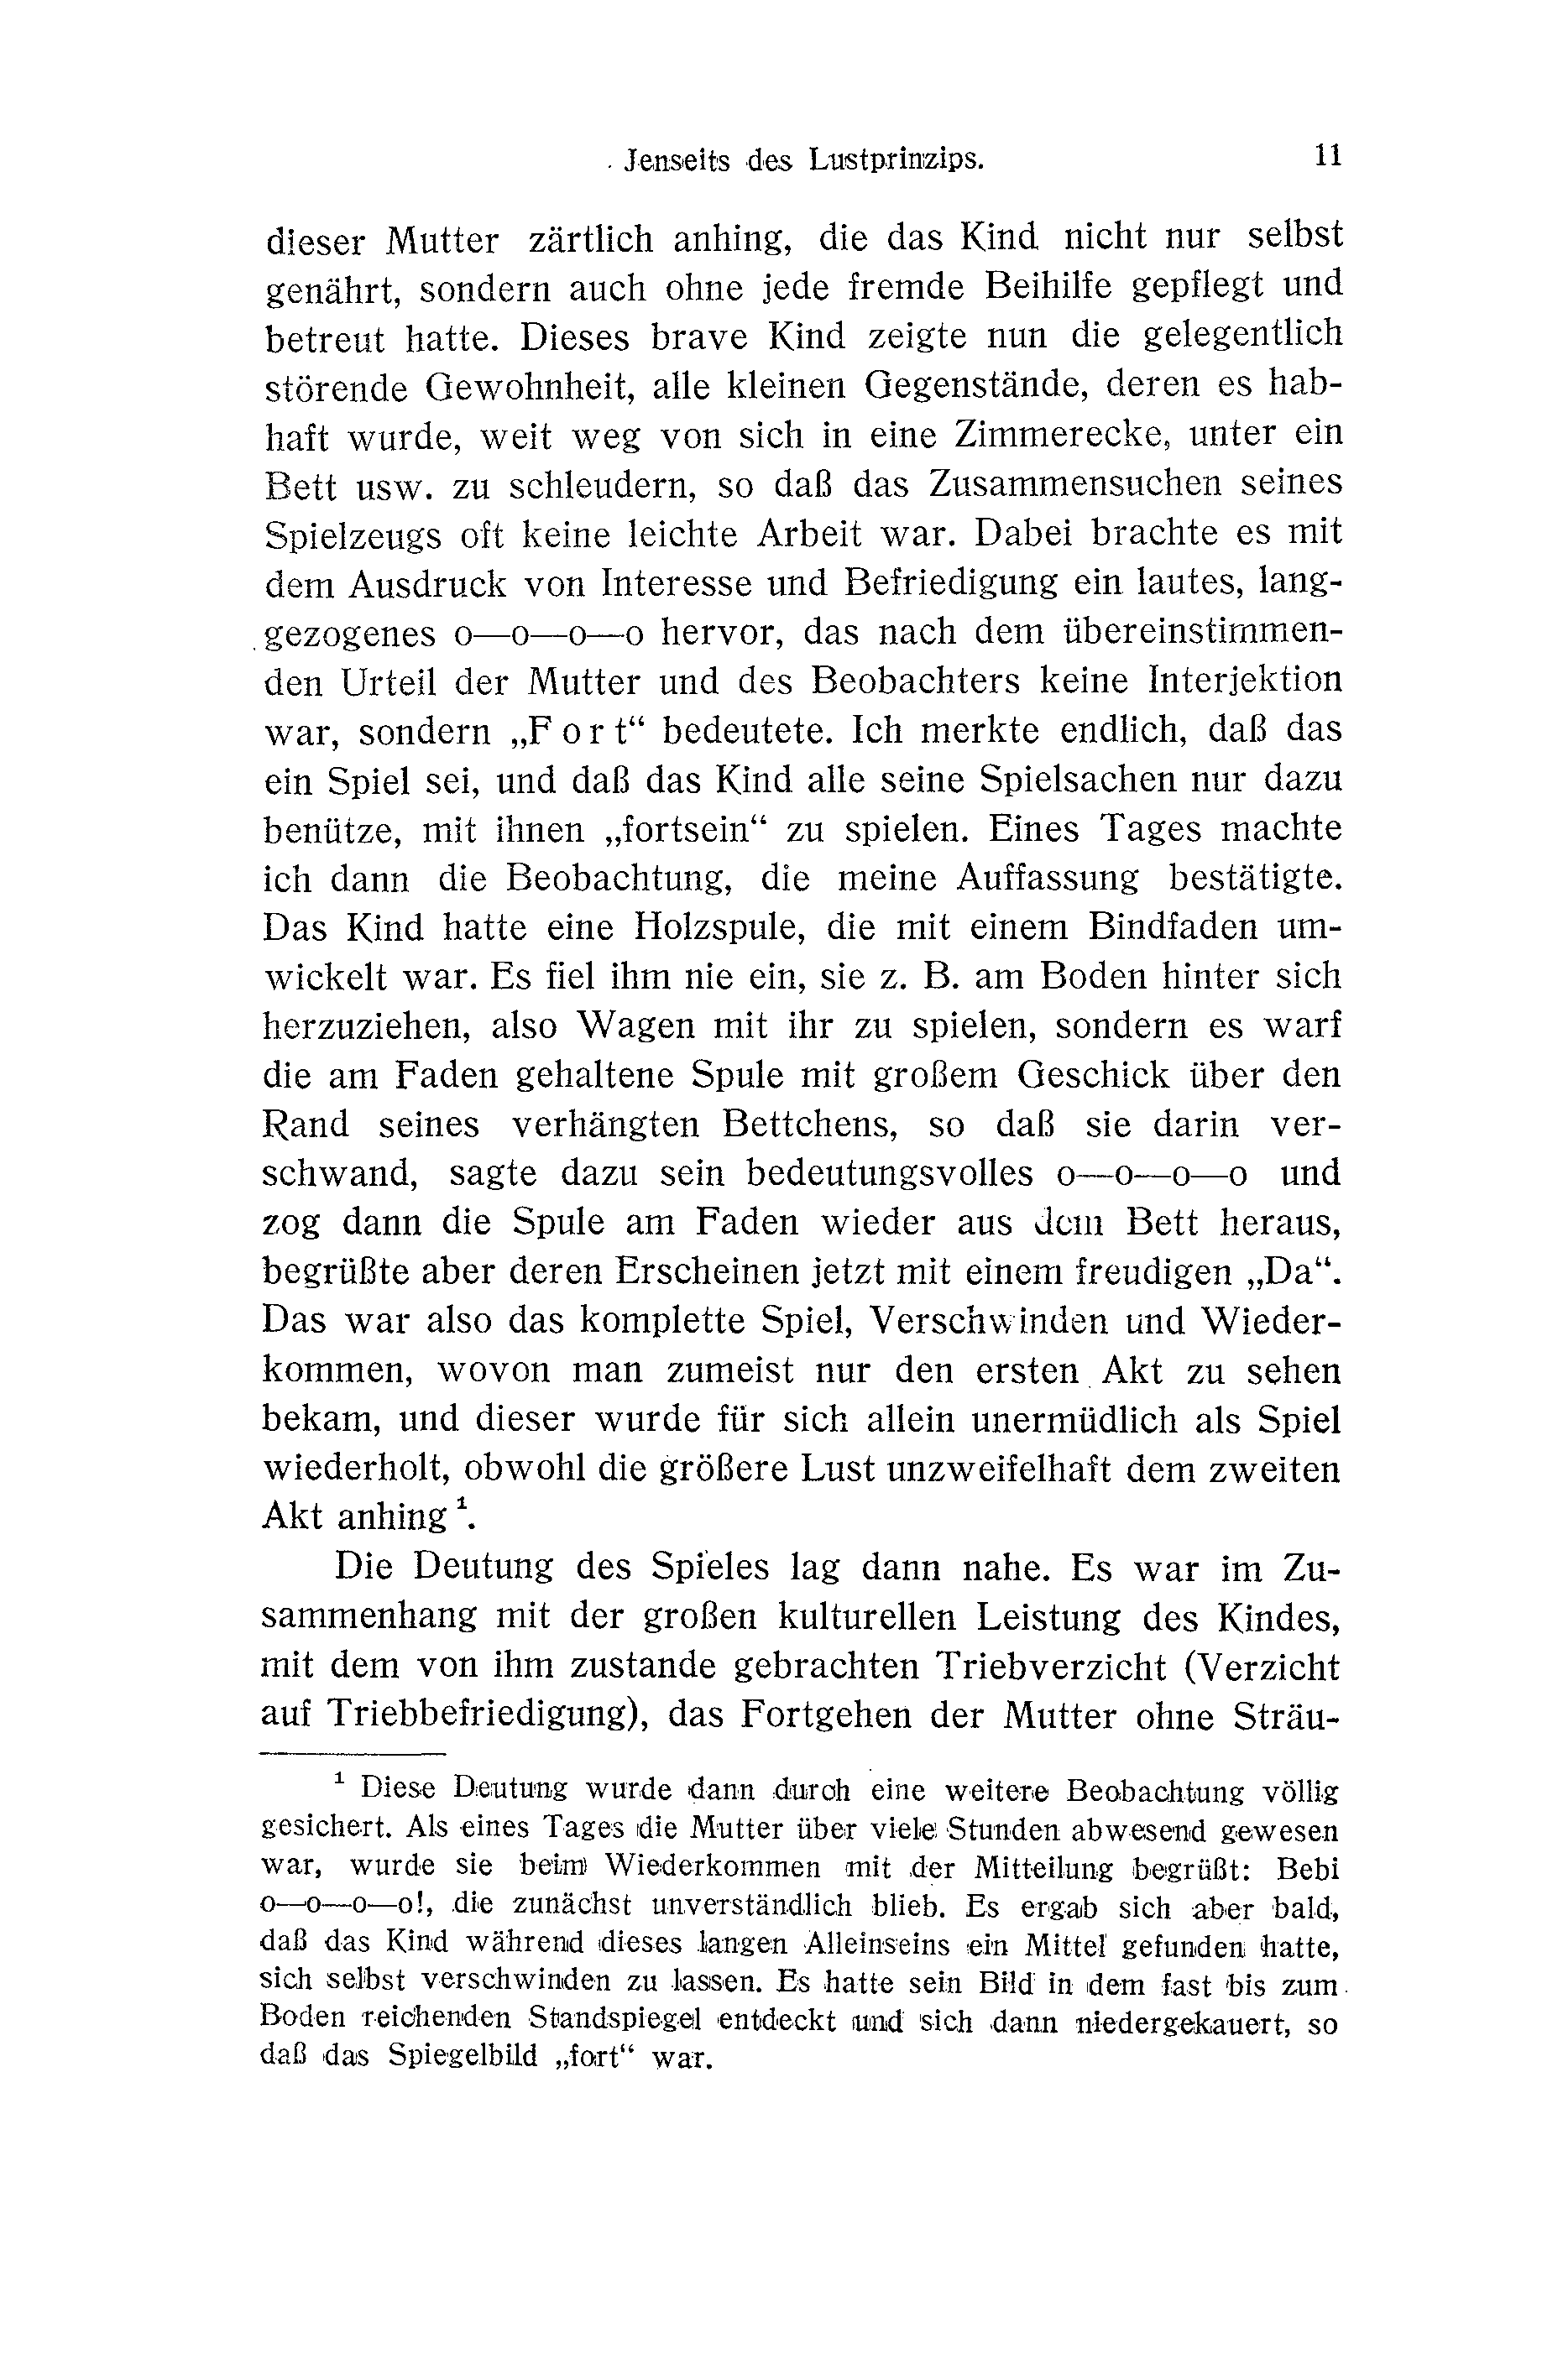 Jenseits des Lustprinzips. 11
dieser Mutter zärtlich anhing, die das Kind nicht nur selbst
genährt, sondern auch ohne jede fremde Beihilfe gepflegt und
betreut hatte. Dieses brave Kind zeigte nun die gelegentlich
störende Gewohnheit, alle kleinen Gegenstände, deren es hab-
haft wurde, weit weg von sich in eine Zimmerecke, unter ein
Bett usw. zu schleudern, so daß das Zusammensuchen seines
Spielzeugs oft keine leichte Arbeit war. Dabei brachte es mit
dem Ausdruck von Interesse und Befriedigung ein lautes, lang-
gezogenes o—o—o—o hervor, das nach dem übereinstimmen-
den Urteil der Mutter und des Beobachters keine Interjektion
war, sondern „F o r t“ bedeutete. Ich merkte endlich, daß das
ein Spiel sei, und daß das Kind alle seine Spielsachen nur dazu
benütze, mit ihnen „fortsein“ zu spielen. Eines Tages machte
ich dann die Beobachtung, die meine Auffassung bestätigte.
Das Kind hatte eine Holzspule, die mit einem Bindfaden um-
wickelt war. Es fiel ihm nie ein, sie z. B. am Boden hinter sich
herzuziehen, also Wagen mit ihr zu spielen, sondern es warf
die am Faden gehaltene Spule mit großem Geschick über den
Rand seines verhängten Bettchens, so daß sie darin ver-
schwand, sagte dazu sein bedeutungsvolles o—o—o—o und
zog dann die Spule am Faden wieder aus dem Bett heraus,
begrüßte aber deren Erscheinen jetzt mit einem freudigen „Da“.
Das war also das komplette Spiel, Verschwinden und Wieder-
kommen, wovon man zumeist nur den ersten Akt zu sehen
bekam, und dieser wurde für sich allein unermüdlich als Spiel
wiederholt, obwohl die größere Lust unzweifelhaft dem zweiten
Akt anhing ¹.
Die Deutung des Spieles lag dann nahe. Es war im Zu-
sammenhang mit der großen kulturellen Leistung des Kindes,
mit dem von ihm zustande gebrachten Triebverzicht (Verzicht
auf Triebbefriedigung), das Fortgehen der Mutter ohne Sträu-
¹ Diese Deutung wurde dann durch eine weitere Beobachtung völlig
gesichert. Als eines Tages die Mutter über viele Stunden abwesend gewesen
war, wurde sie beim Wiederkommen mit der Mitteilung begrüßt: Bebi
o—o—o—o!, die zunächst unverständlich blieb. Es ergab sich aber bald,
daß das Kind während dieses langen Alleinseins ein Mittel gefunden hatte,
sich selbst verschwinden zu lassen. Es hatte sein Bild in dem fast bis zum
Boden reichenden Standspiegel entdeckt und sich dann niedergekauert, so
daß das Spiegelbild „fort“ war.